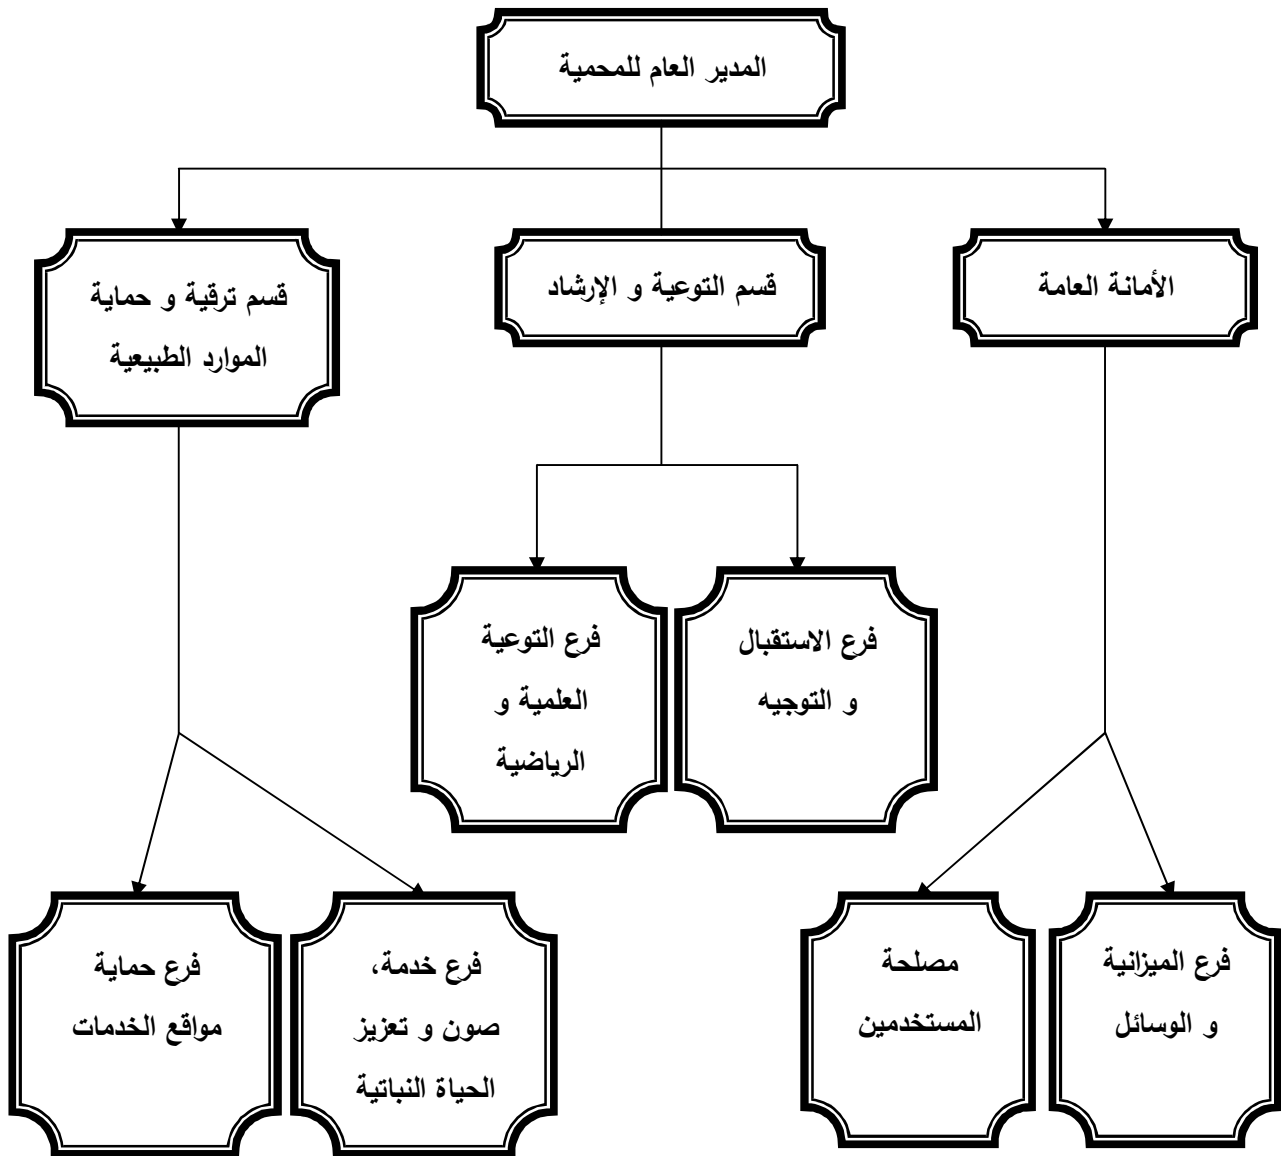 المدير العام للمحمية
الأمانة العامة
قسم التوعية و الإرشاد
قسم ترقية و حماية
الموارد الطبيعية
فرع الاستقبال
و التوجيه
فرع التوعية
العلمية و
الرياضية
فرع الميزانية
و الوسائل
مصلحة
المستخدمين
فرع خدمة،
صون و تعزيز
الحياة النباتية
فرع حماية
مواقع الخدمات